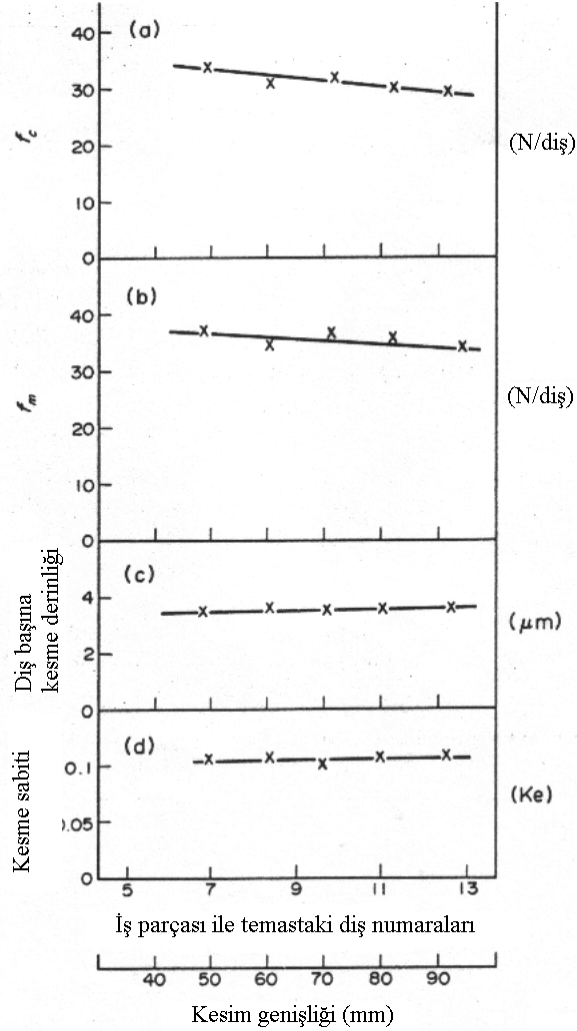 40
(a)
30
20
10
0
f_c
(N/diş)
(b)
40
30
20
10
0
f_m
(N/diş)
(c)
4
2
0
Diş başına
kesme derinliği
(μm)
(d)
0.1
0.05
0
Kesme sabiti
(Ke)
5 7 9 11 13
İş parçası ile temastaki diş numaraları
40 50 60 70 80 90
Kesim genişliği (mm)